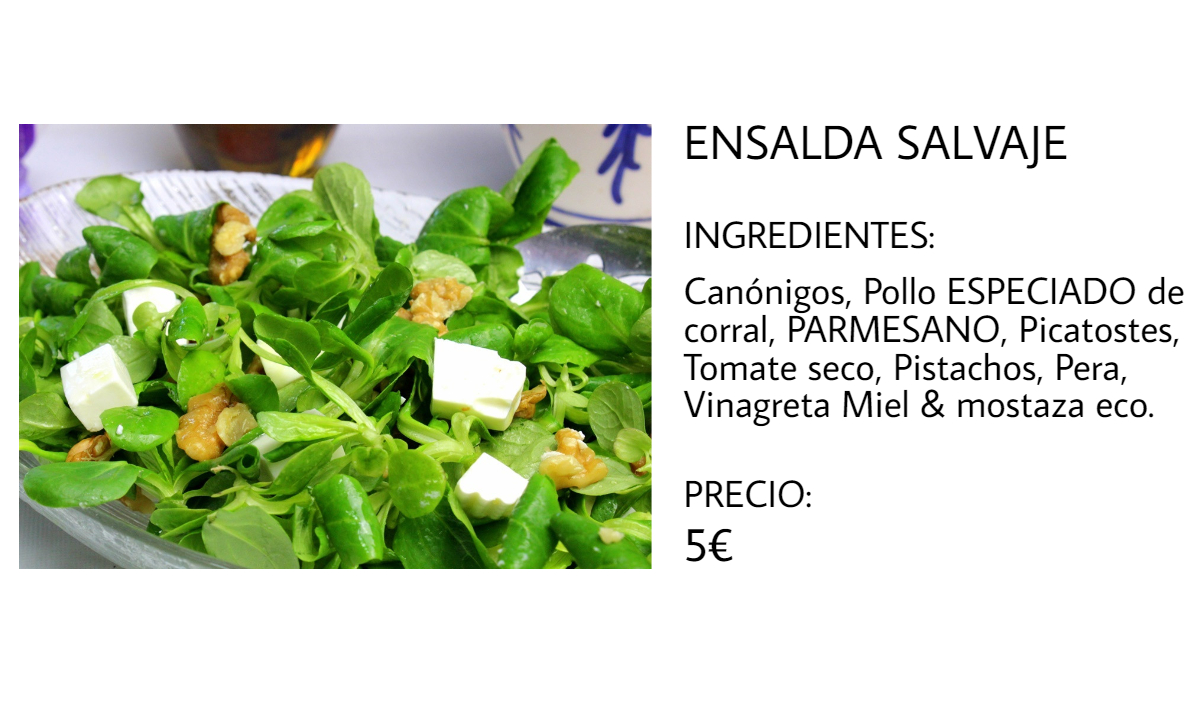 ENSALDA SALVAJE
INGREDIENTES:
Canónigos, Pollo ESPECIADO de
corral, PARMESANO, Picatostes,
Tomate seco, Pistachos, Pera,
Vinagreta Miel & mostaza eco.
PRECIO:
5€